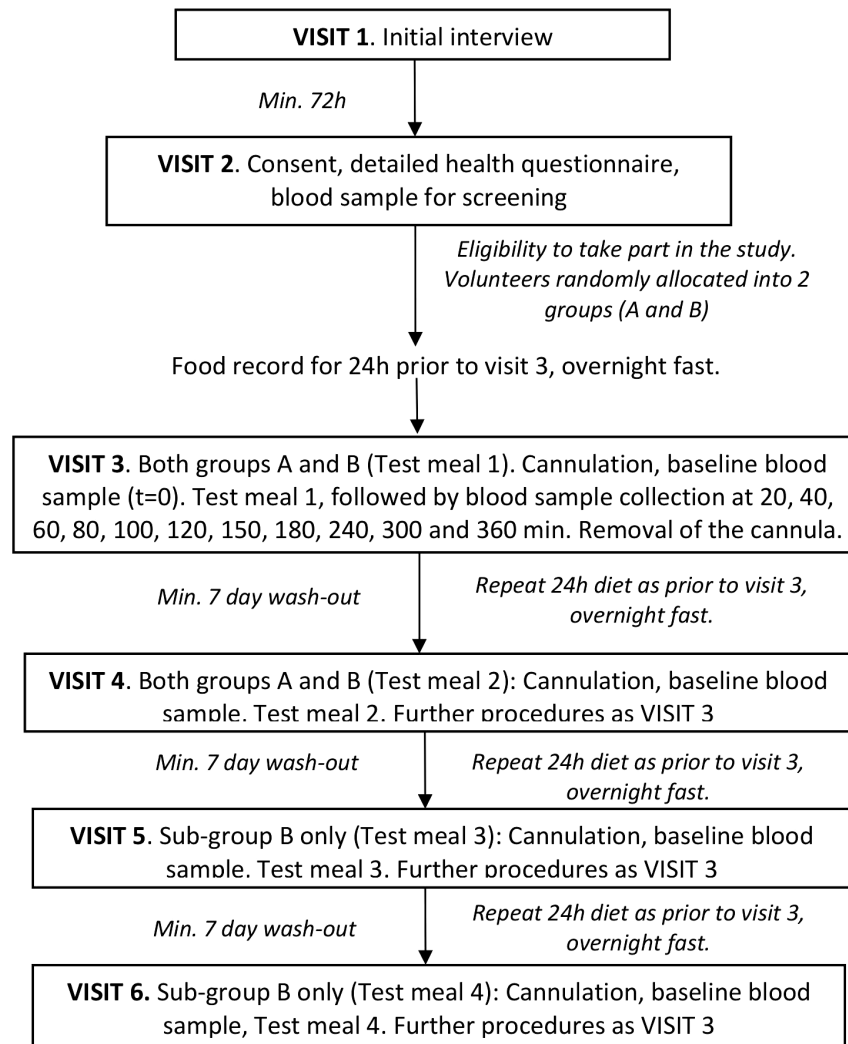 VISIT 1. Initial interview
Min. 72h
VISIT 2. Consent, detailed health questionnaire,
blood sample for screening
Eligibility to take part in the study.
Volunteers randomly allocated into 2
groups (A and B)
Food record for 24h prior to visit 3, overnight fast.
VISIT 3. Both groups A and B (Test meal 1). Cannulation, baseline blood
sample (t=0). Test meal 1, followed by blood sample collection at 20, 40,
60, 80, 100, 120, 150, 180, 240, 300 and 360 min. Removal of the cannula.
Min. 7 day wash-out
Repeat 24h diet as prior to visit 3,
overnight fast.
VISIT 4. Both groups A and B (Test meal 2): Cannulation, baseline blood
sample. Test meal 2. Further procedures as VISIT 3
Min. 7 day wash-out
Repeat 24h diet as prior to visit 3,
overnight fast.
VISIT 5. Sub-group B only (Test meal 3): Cannulation, baseline blood
sample. Test meal 3. Further procedures as VISIT 3
Min. 7 day wash-out
Repeat 24h diet as prior to visit 3,
overnight fast.
VISIT 6. Sub-group B only (Test meal 4): Cannulation, baseline blood
sample, Test meal 4. Further procedures as VISIT 3